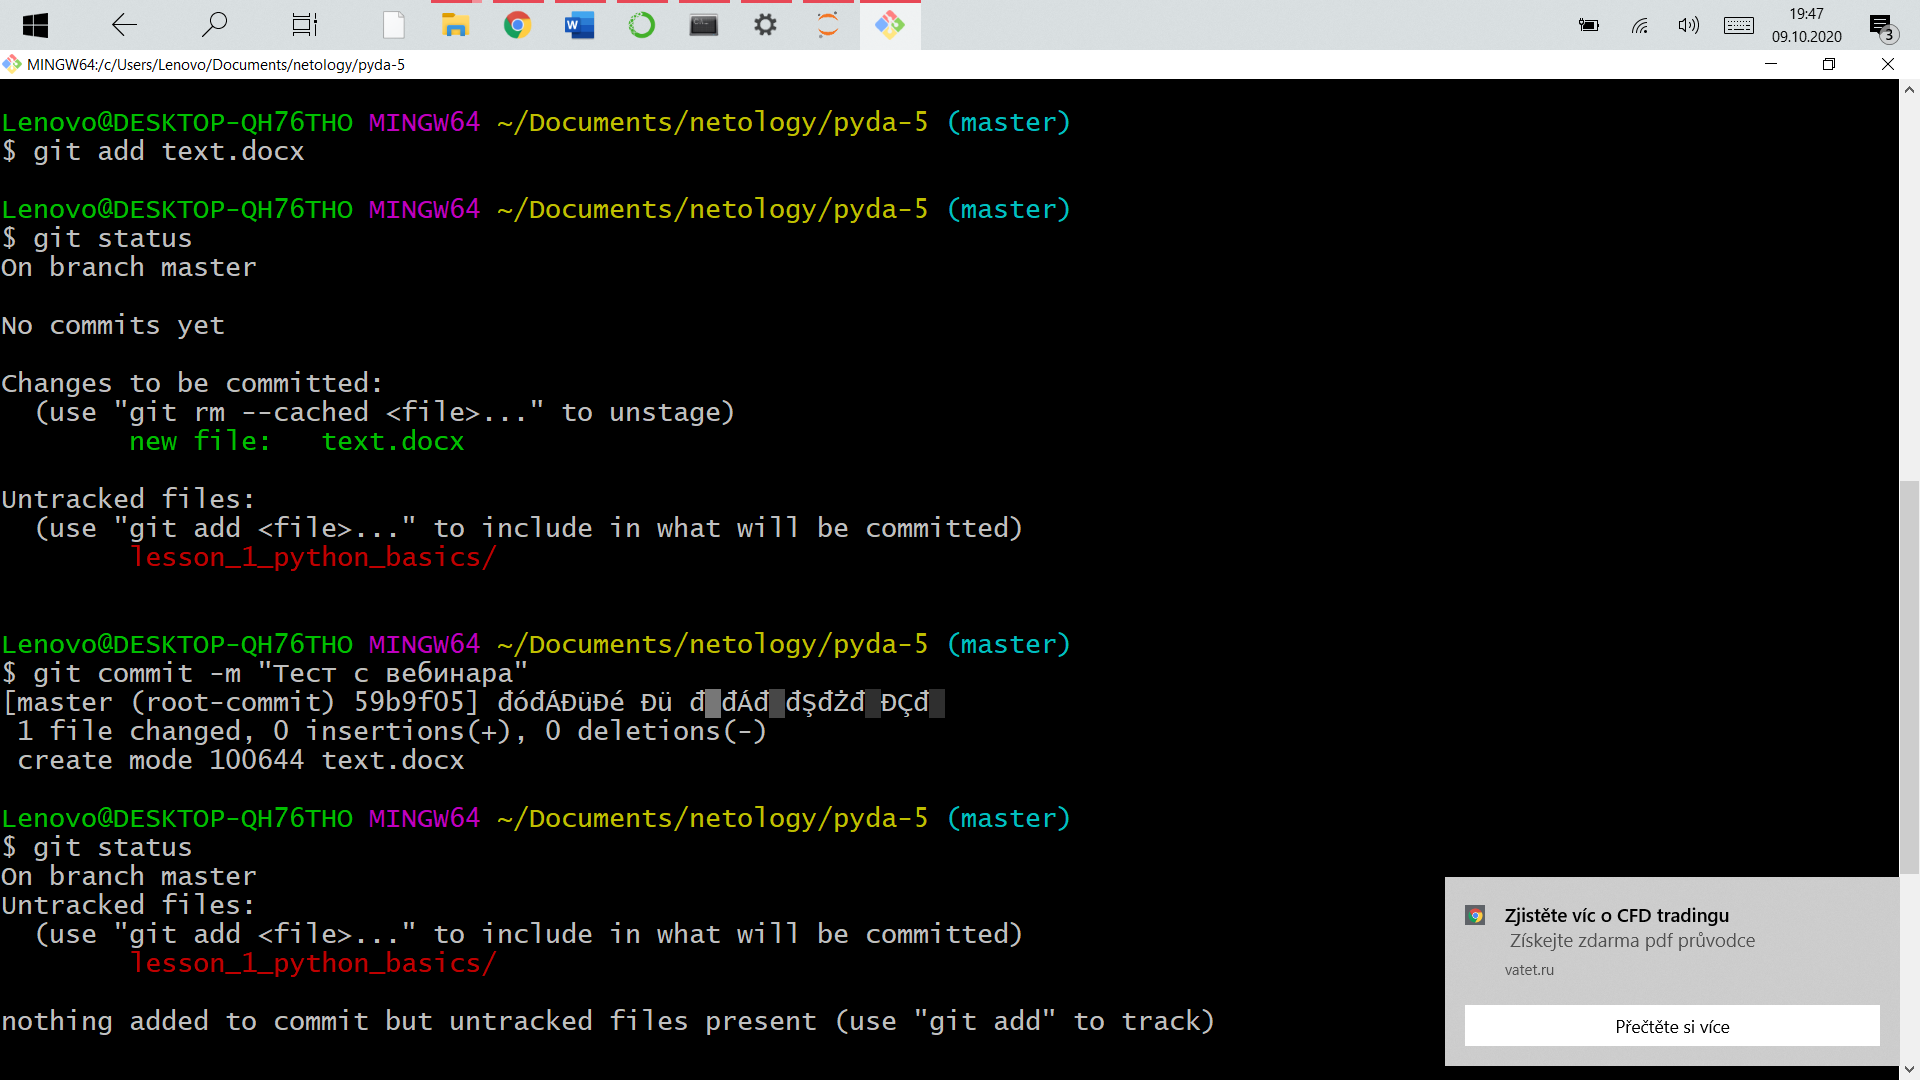 19:47
09.10.2020
3
MINGW64:/c/Users/Lenovo/Documents/netology/pyda-5
Lenovo@DESKTOP-QH76THO MINGW64 ~/Documents/netology/pyda-5 (master)
$ git add text.docx
Lenovo@DESKTOP-QH76THO MINGW64 ~/Documents/netology/pyda-5 (master)
$ git status
On branch master
No commits yet
Changes to be committed:
(use "git rm --cached <file>..." to unstage)
new file:   text.docx
Untracked files:
(use "git add <file>..." to include in what will be committed)
lesson_1_python_basics/
Lenovo@DESKTOP-QH76THO MINGW64 ~/Documents/netology/pyda-5 (master)
$ git commit -m "Тест с вебинара"
[master (root-commit) 59b9f05]
1 file changed, 0 insertions(+), 0 deletions(-)
create mode 100644 text.docx
Lenovo@DESKTOP-QH76THO MINGW64 ~/Documents/netology/pyda-5 (master)
$ git status
On branch master
Untracked files:
(use "git add <file>..." to include in what will be committed)
lesson_1_python_basics/
nothing added to commit but untracked files present (use "git add" to track)
Zjistěte víc o CFD tradingu
Získejte zdarma pdf průvodce
vatet.ru
Přečtěte si více